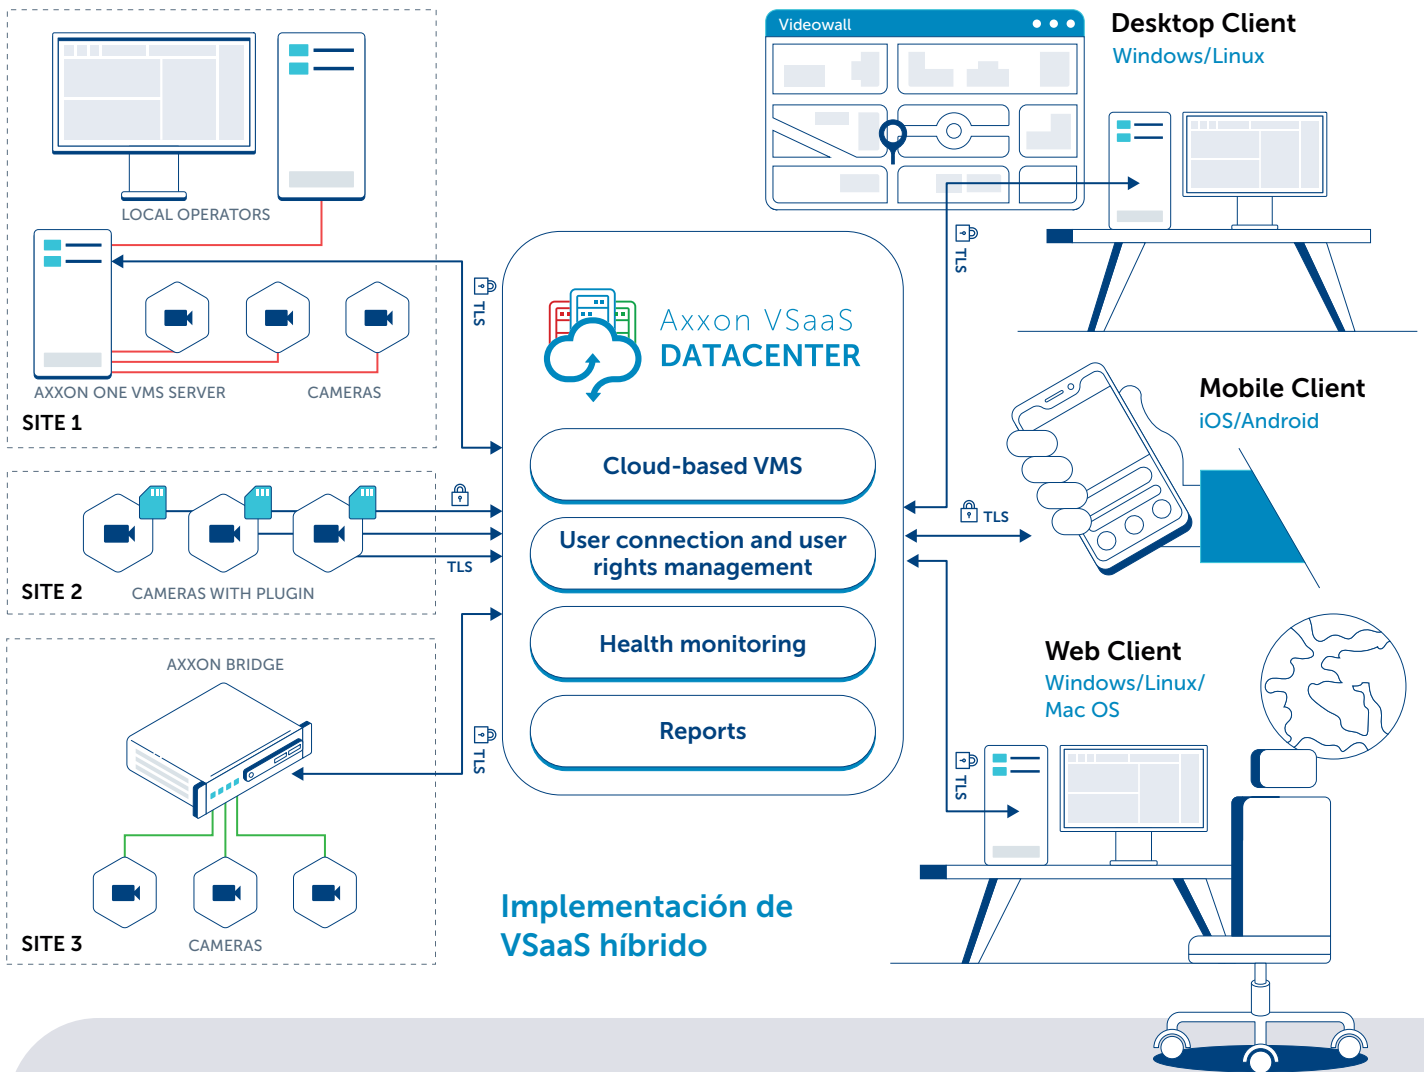 LOCAL OPERATORS
AXXON ONE VMS SERVER
CAMERAS
SITE 1
TLS
CAMERAS WITH PLUGIN
SITE 2
TLS
AXXON BRIDGE
CAMERAS
SITE 3
TLS
Axxon VSaaS
DATACENTER
Cloud-based VMS
User connection and user
rights management
Health monitoring
Reports
Implementación de
VSaaS híbrido
Videowall
Desktop Client
Windows/Linux
TLS
Mobile Client
iOS/Android
TLS
Web Client
Windows/Linux/
Mac OS
TLS